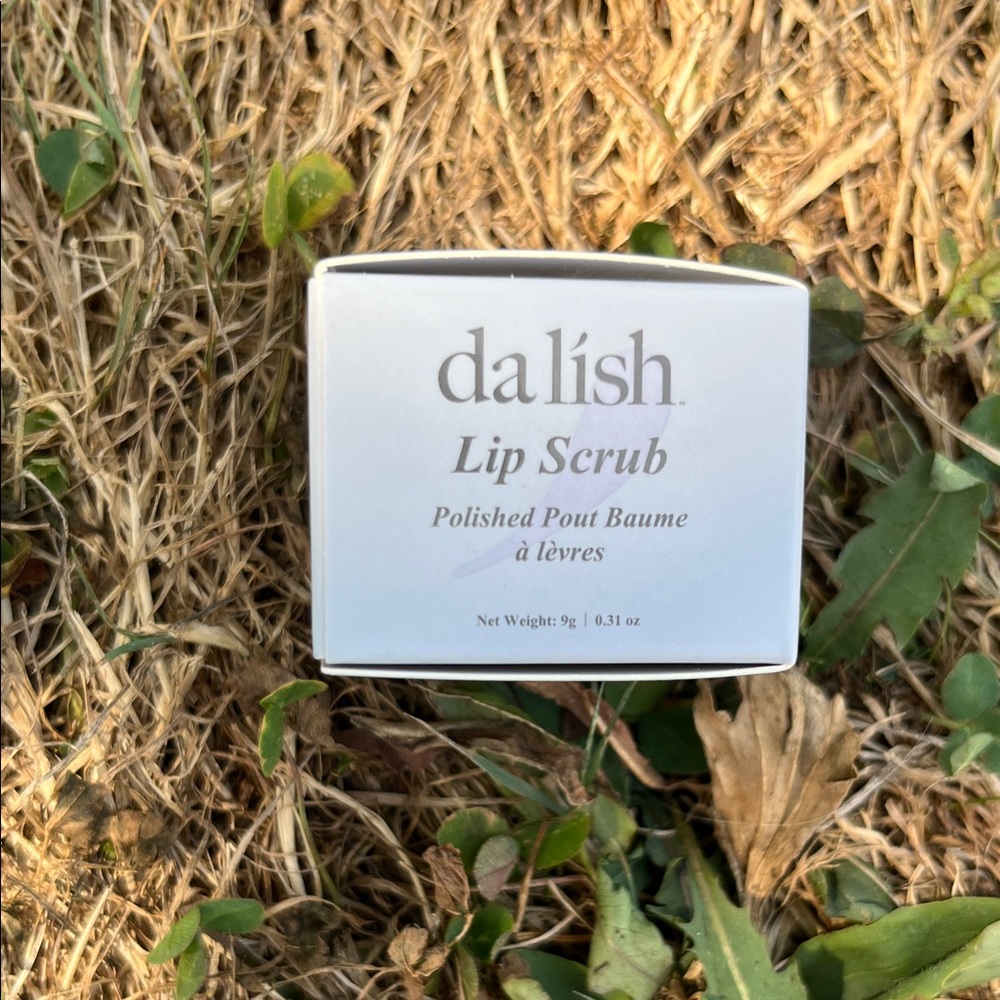 da lísh
Lip Scrub
Polished Pout Baume
à lèvres
Net Weight: 9g | 0.31 oz